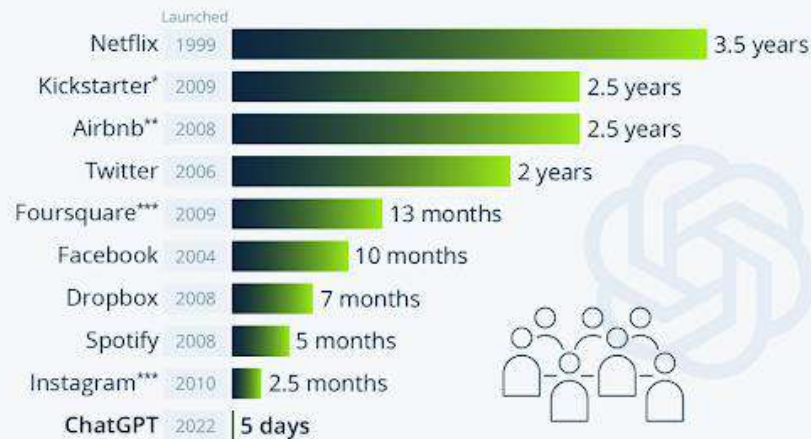 Launched
Netflix 1999 3.5 years
Kickstarter* 2009 2.5 years
Airbnb** 2008 2.5 years
Twitter 2006 2 years
Foursquare*** 2009 13 months
Facebook 2004 10 months
Dropbox 2008 7 months
Spotify 2008 5 months
Instagram*** 2010 2.5 months
ChatGPT 2022 5 days